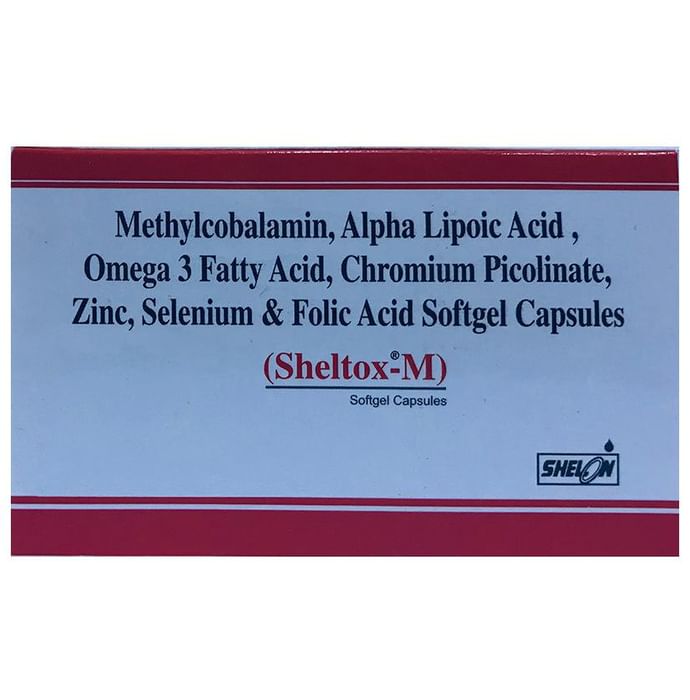 Methylcobalamin, Alpha Lipoic Acid ,
Omega 3 Fatty Acid, Chromium Picolinate,
Zinc, Selenium & Folic Acid Softgel Capsules
(Sheltox®-M)
Softgel Capsules
SHELON